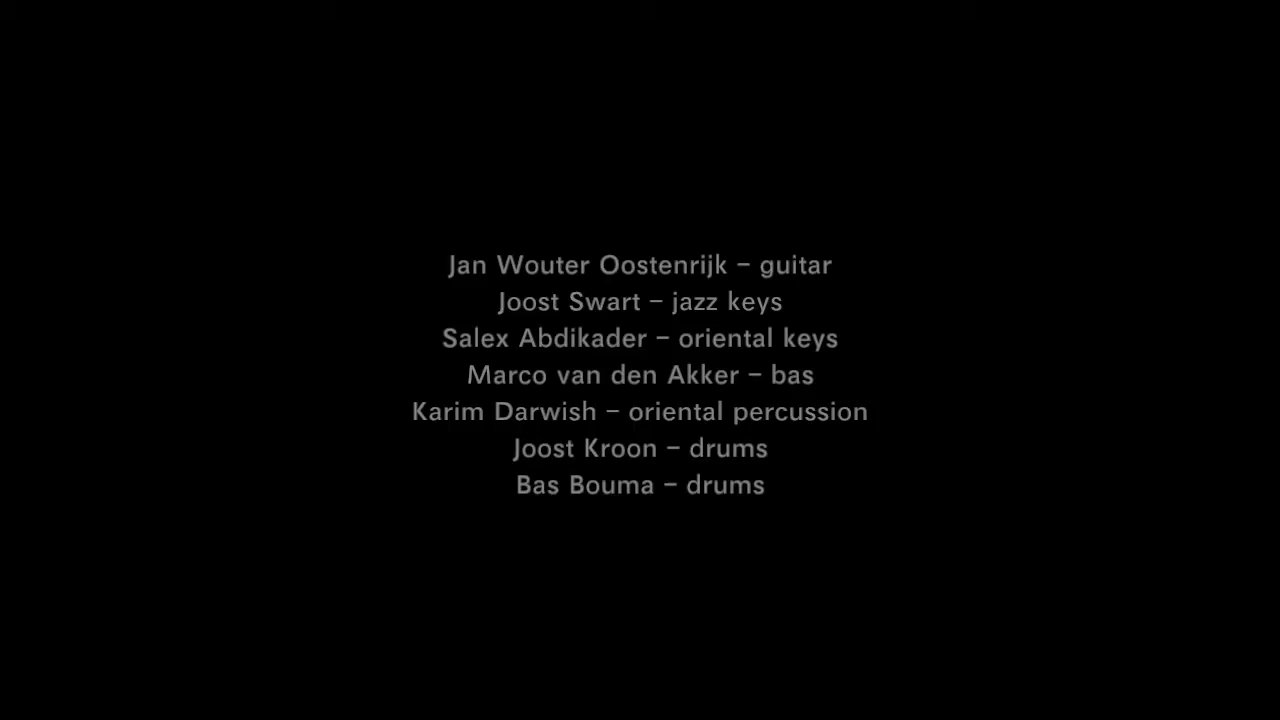 Jan Wouter Oostenrijk – guitar
Joost Swart – jazz keys
Salex Abdikader – oriental keys
Marco van den Akker – bas
Karim Darwish – oriental percussion
Joost Kroon – drums
Bas Bouma – drums